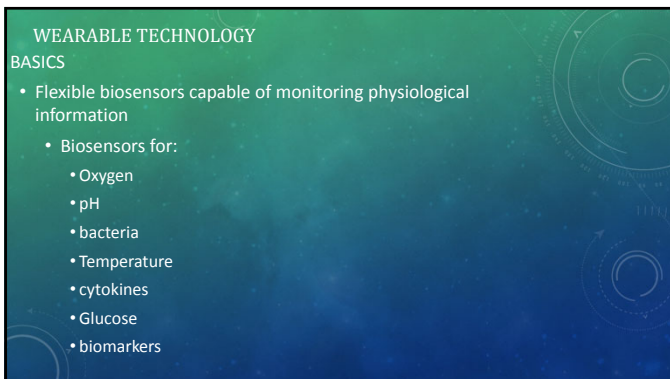 WEARABLE TECHNOLOGY
BASICS
• Flexible biosensors capable of monitoring physiological
information
• Biosensors for:
• Oxygen
• pH
• bacteria
• Temperature
• cytokines
• Glucose
• biomarkers